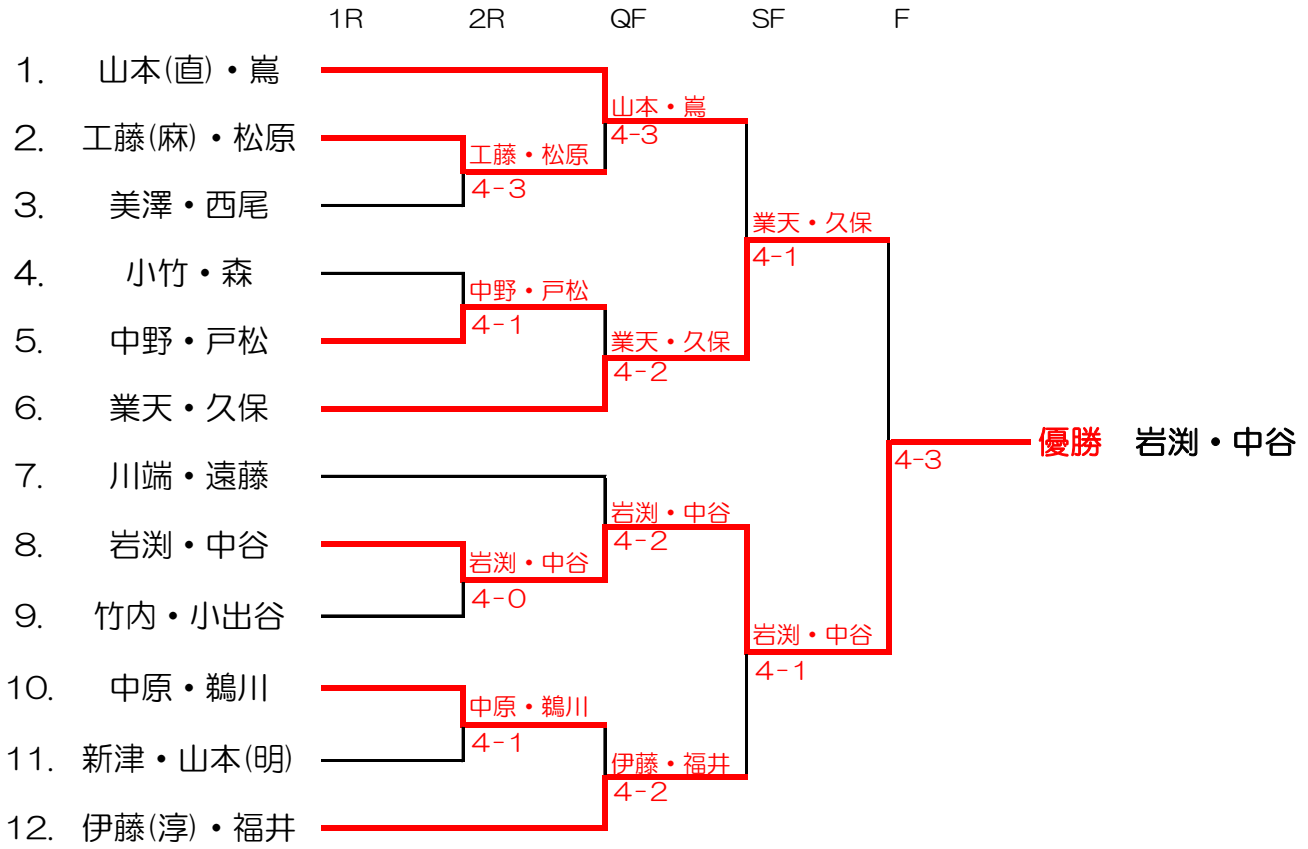 1R 2R QF SF F
1. 山本(直)・嶌
山本・嶌
4-3
2. 工藤(麻)・松原
工藤・松原
4-3
3. 美澤・西尾
業天・久保
4-1
4. 小竹・森
中野・戸松
4-1
5. 中野・戸松
業天・久保
4-2
6. 業天・久保
優勝 岩渕・中谷
4-3
7. 川端・遠藤
岩渕・中谷
4-2
8. 岩渕・中谷
岩渕・中谷
4-0
9. 竹内・小出谷
岩渕・中谷
4-1
10. 中原・鵜川
中原・鵜川
4-1
11. 新津・山本(明)
伊藤・福井
4-2
12. 伊藤(淳)・福井